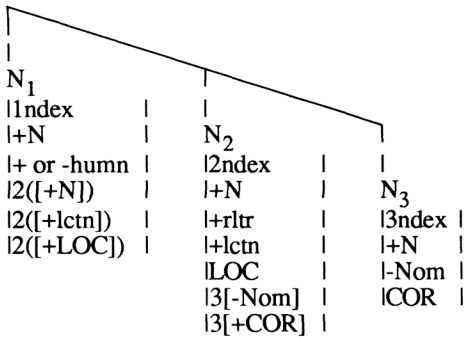 N₁
|1ndex |
|+N |
|+ or -humn |
|2([+N]) |
|2([+lctn]) |
|2([+LOC]) |
N₂
|2ndex |
|+N |
|+rltr |
|+lctn |
|LOC |
|3[-Nom] |
|3[+COR] |
N₃
|3ndex |
|+N |
|-Nom |
|COR |